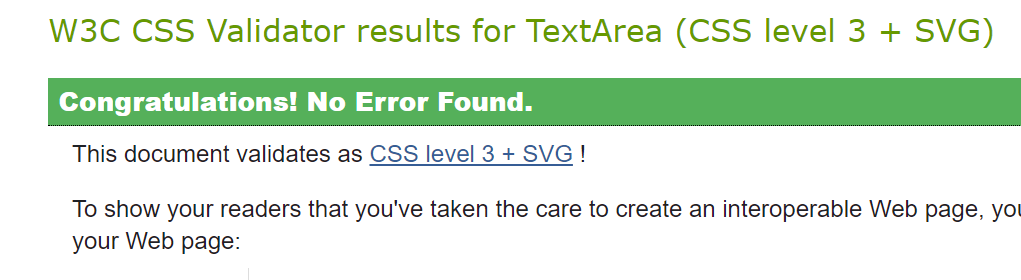 W3C CSS Validator results for TextArea (CSS level 3 + SVG)
Congratulations! No Error Found.
This document validates as CSS level 3 + SVG !
To show your readers that you've taken the care to create an interoperable Web page,
your Web page: